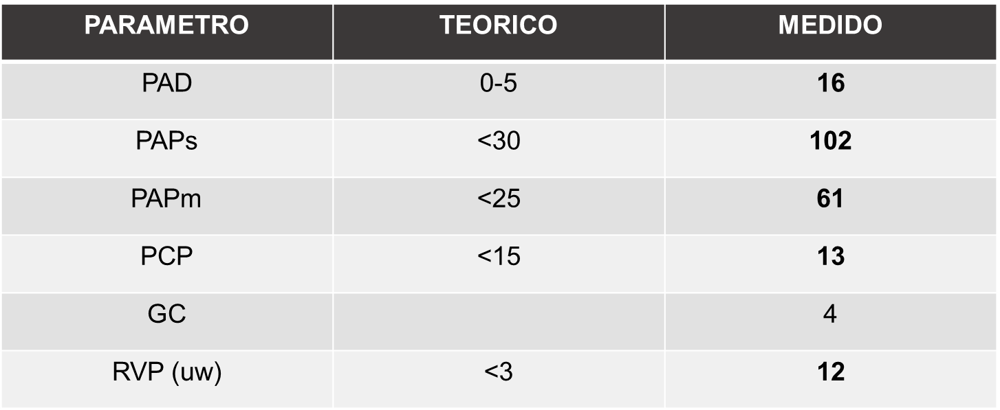 PARAMETRO TEORICO MEDIDO
PAD 0-5 16
PAPs <30 102
PAPm <25 61
PCP <15 13
GC 4
RVP (uw) <3 12